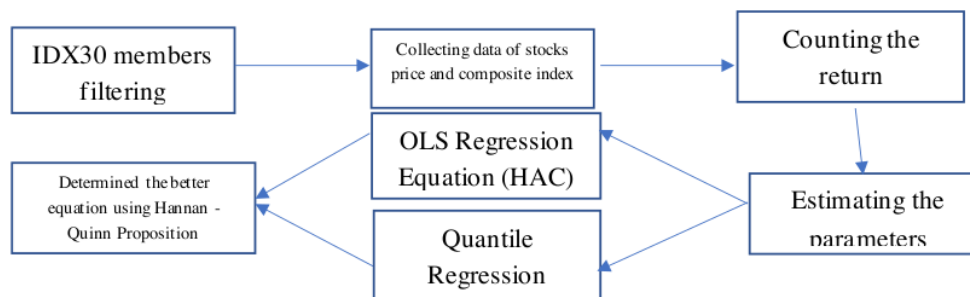 IDX30 members
filtering
Collecting data of stocks
price and composite index
Counting the
return
OLS Regression
Equation (HAC)
Determined the better
equation using Hannan -
Quinn Proposition
Estimating the
parameters
Quantile
Regression